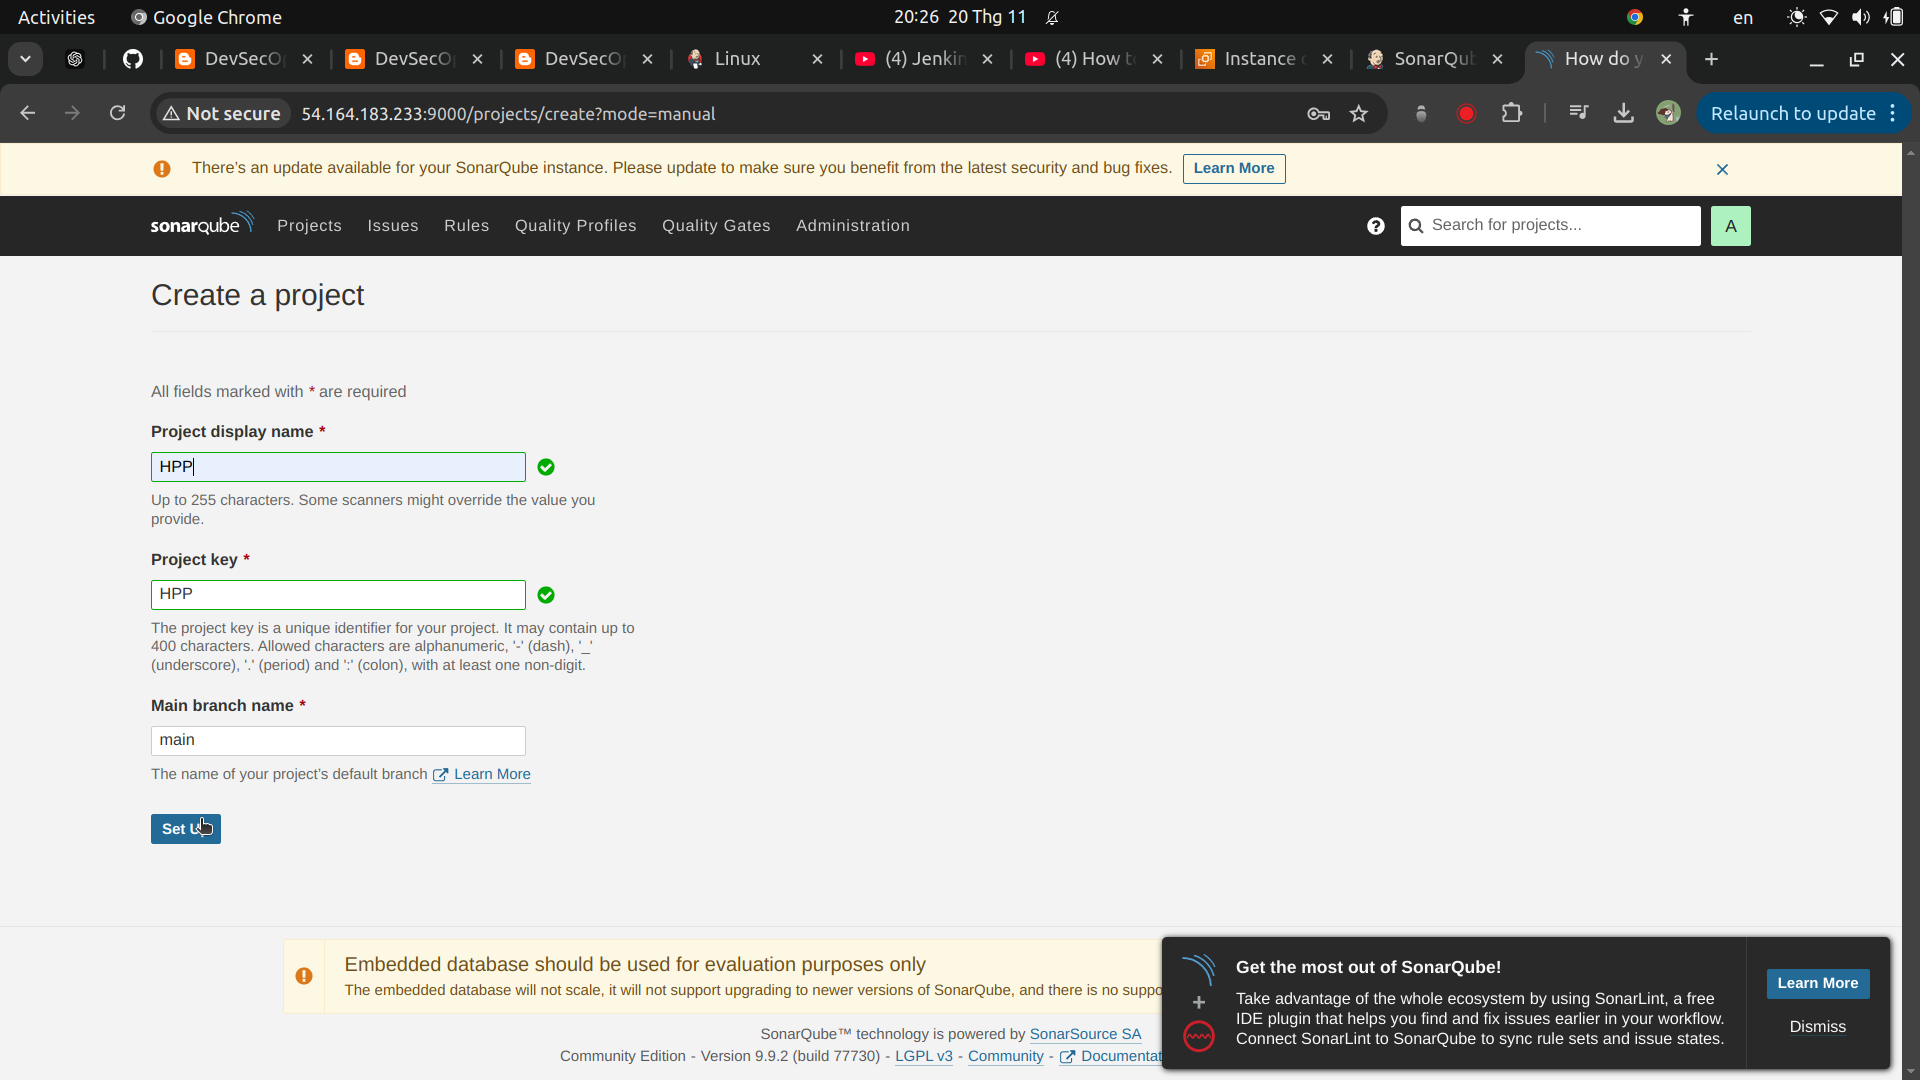 Activities
Google Chrome
20:26 20 Thg 11
en
DevSecO
DevSecO
DevSecO
Linux
(4) Jenkin
(4) How t
Instance
SonarQu
How do y
Not secure
54.164.183.233:9000/projects/create?mode=manual
Relaunch to update
There's an update available for your SonarQube instance. Please update to make sure you benefit from the latest security and bug fixes.
Learn More
sonarqube
Projects
Issues
Rules
Quality Profiles
Quality Gates
Administration
Search for projects...
A
Create a project
All fields marked with * are required
Project display name *
HPP
Up to 255 characters. Some scanners might override the value you
provide.
Project key *
HPP
The project key is a unique identifier for your project. It may contain up to
400 characters. Allowed characters are alphanumeric, '-' (dash), '_'
(underscore), '.' (period) and ':' (colon), with at least one non-digit.
Main branch name *
main
The name of your project's default branch Learn More
Set U
Embedded database should be used for evaluation purposes only
The embedded database will not scale, it will not support upgrading to newer versions of SonarQube, and there is no suppo
SonarQube™ technology is powered by SonarSource SA
Community Edition - Version 9.9.2 (build 77730) - LGPL v3 - Community - Documentat
Get the most out of SonarQube!
Take advantage of the whole ecosystem by using SonarLint, a free
IDE plugin that helps you find and fix issues earlier in your workflow.
Connect SonarLint to SonarQube to sync rule sets and issue states.
Learn More
Dismiss